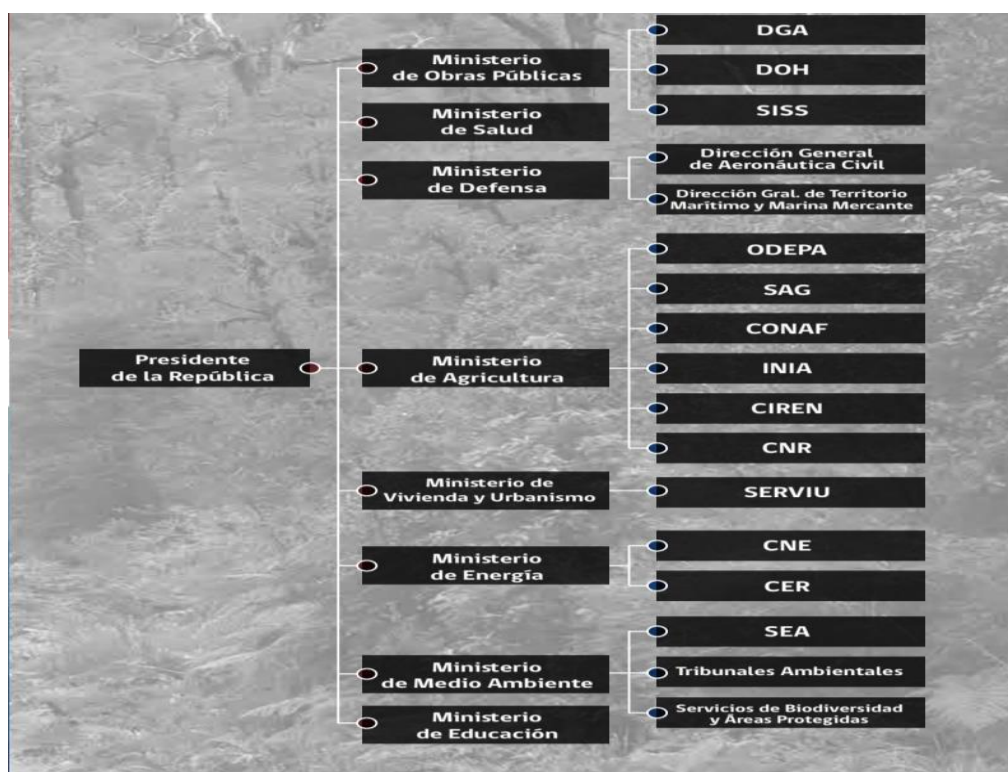 Presidente
de la República
Ministerio
de Obras Públicas
DGA
DOH
SISS
Ministerio
de Salud
Ministerio
de Defensa
Dirección General
de Aeronáutica Civil
Dirección Gral. de Territorio
Marítimo y Marina Mercante
Ministerio
de Agricultura
ODEPA
SAG
CONAF
INIA
CIREN
CNR
Ministerio de
Vivienda y Urbanismo
SERVIU
Ministerio
de Energía
CNE
CER
Ministerio
de Medio Ambiente
SEA
Tribunales Ambientales
Servicios de Biodiversidad
y Áreas Protegidas
Ministerio
de Educación